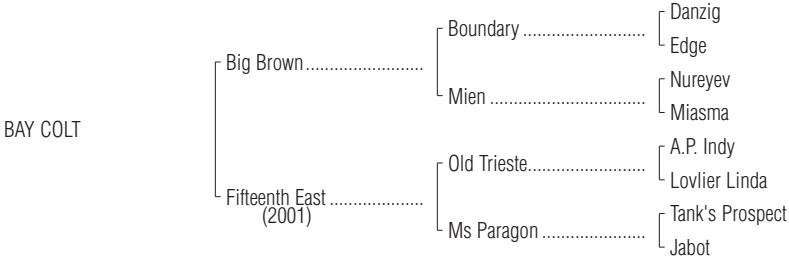 Danzig
Boundary ........................
Edge
Big Brown........................
Nureyev
Mien ................................
Miasma
BAY COLT
A.P. Indy
Old Trieste........................
Lovlier Linda
Fifteenth East ...................
(2001)
Tank's Prospect
Ms Paragon .....................
Jabot